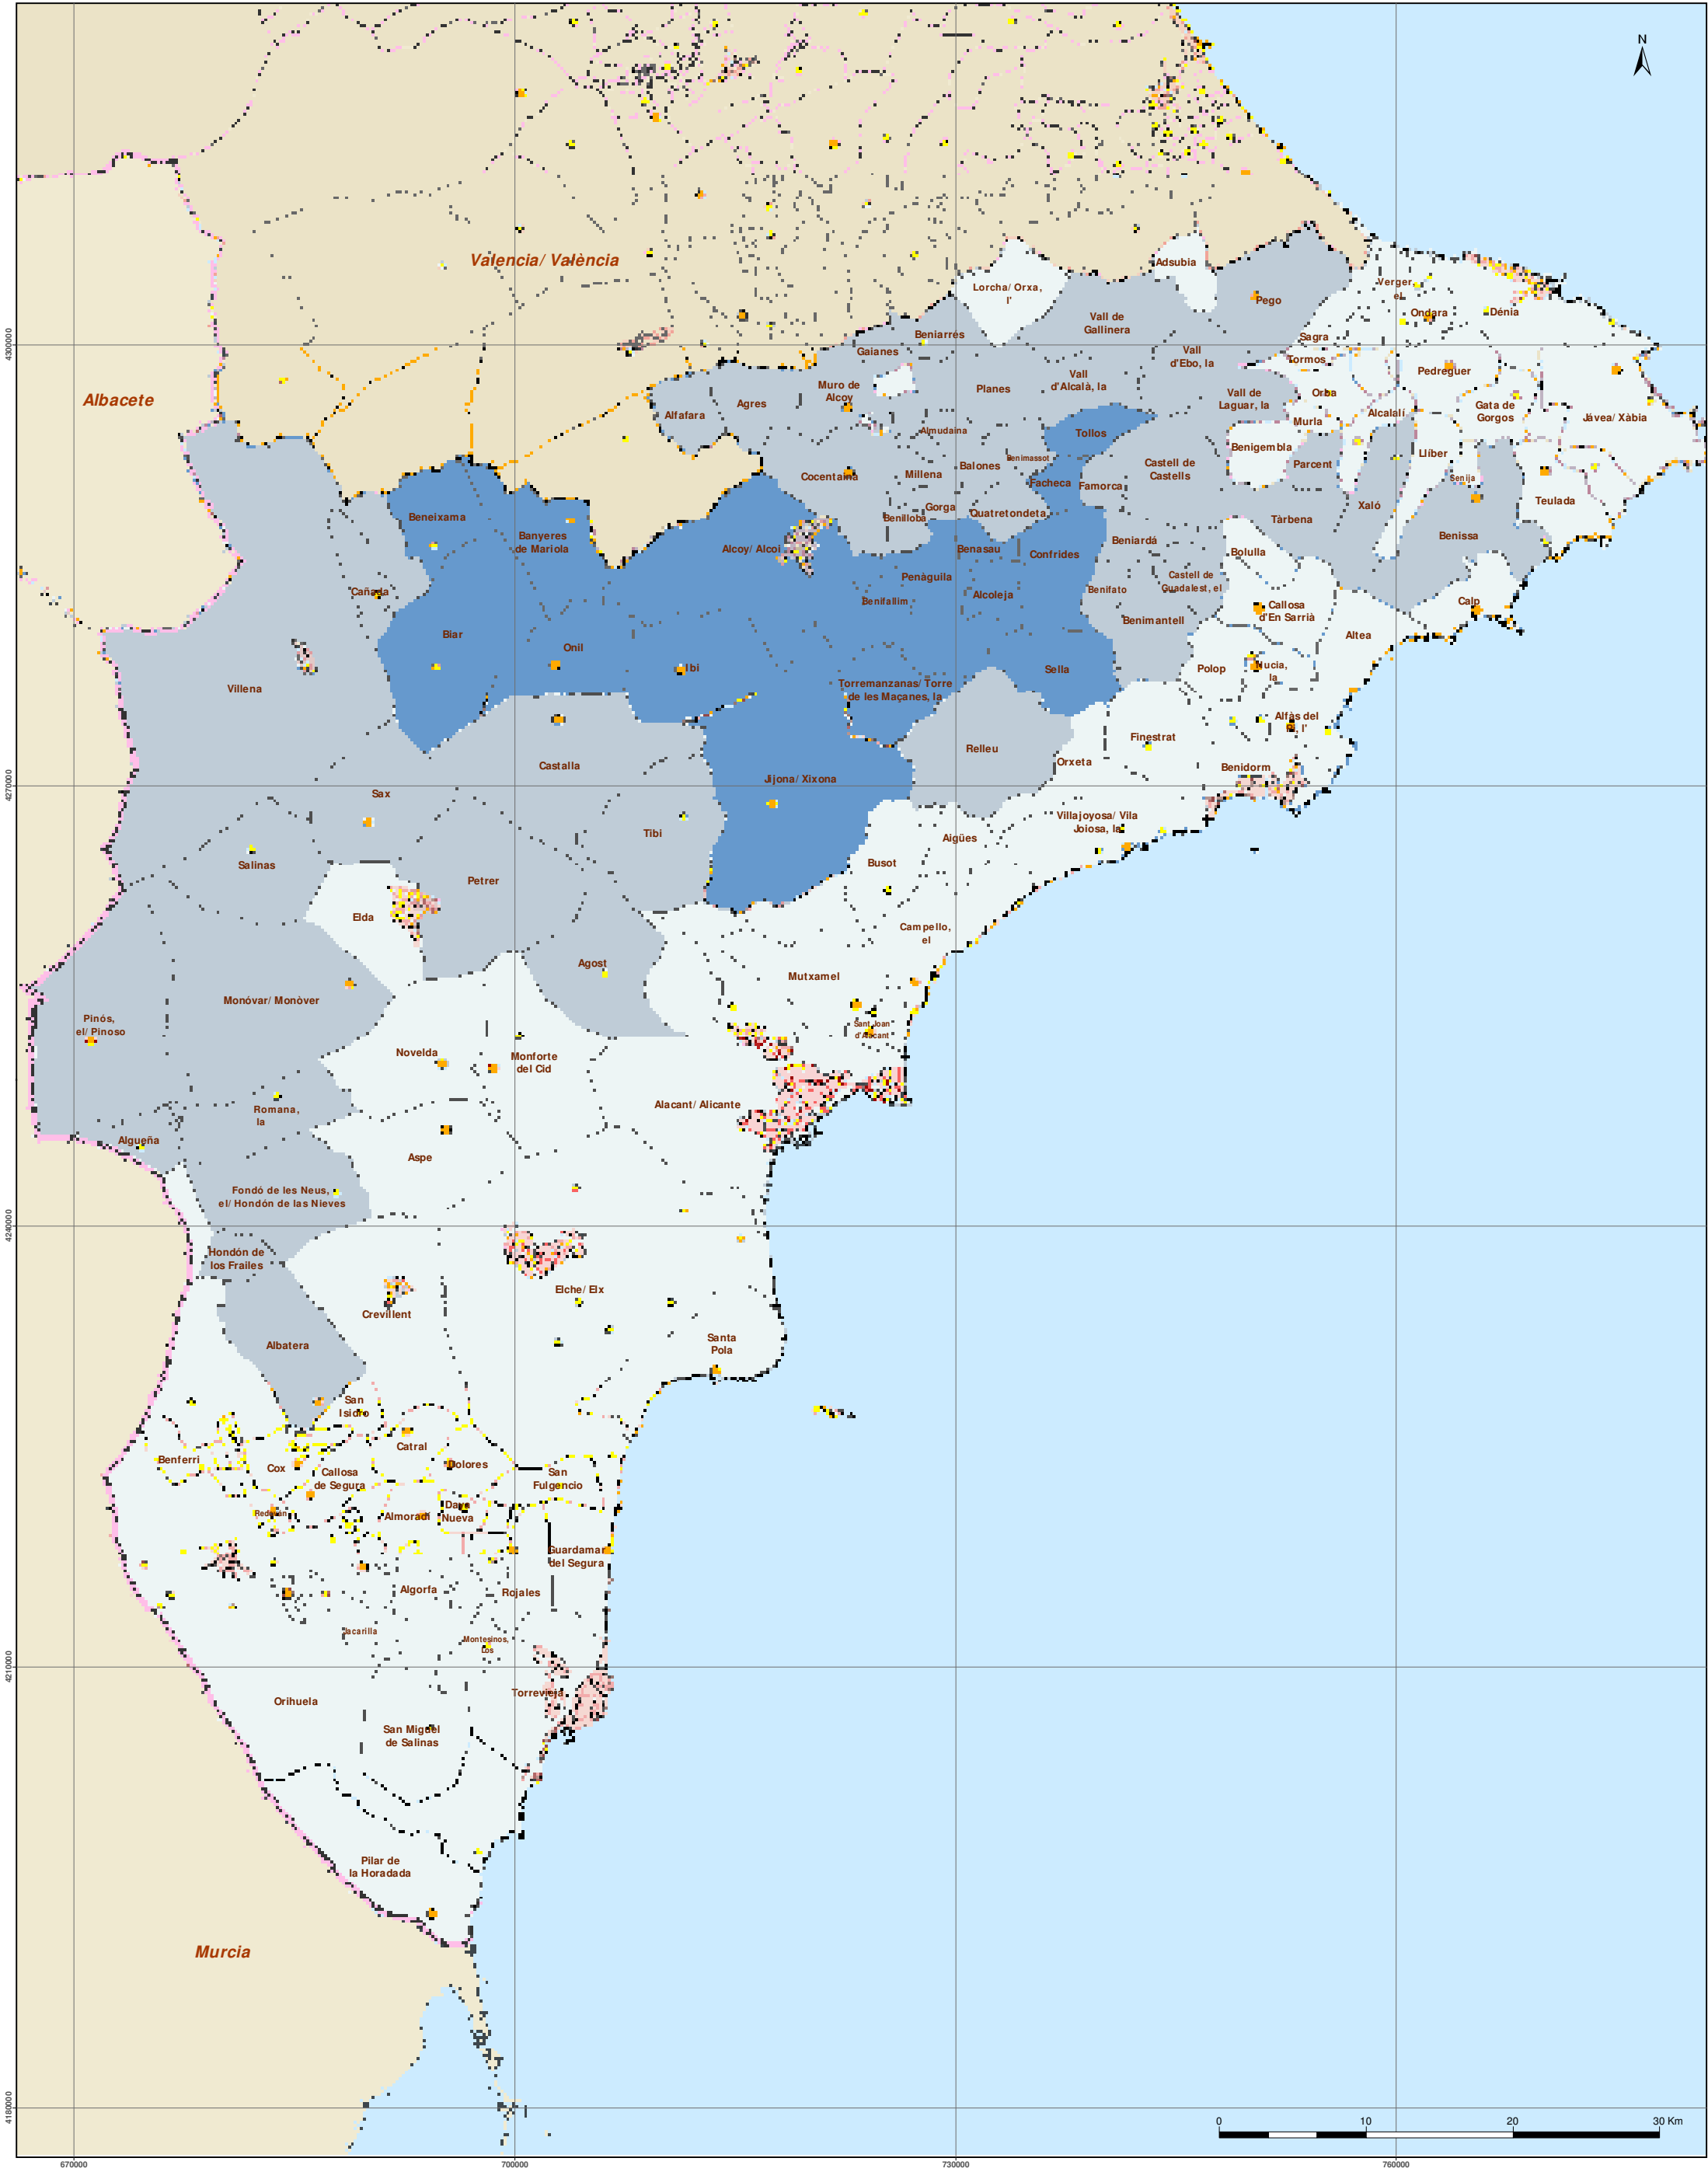 N
Valencia/ València
Adsubia
Lorcha/ Orxa,
l'
Pego
Verger,
el
Ondara
Dénia
Vall de
Gallinera
Beniarrés
Sagra
4300000
Gaianes
Vall
d'Ebo, la
Tormos
Pedreguer
Albacete
Muro de
Alcoy
Planes
Vall
d'Alcalà, la
Vall de
Laguar, la
Orba
Alfafara
Agres
Alcalalí
Gata de
Gorgos
Jávea/ Xàbia
Murla
Almudaina
Tollos
Benigembla
Llíber
Benimassot
Parcent
Cocentaina
Millena
Balones
Castell de
Castells
Senija
Facheca
Famorca
Teulada
Gorga
Quatretondeta
Xaló
Beneixama
Benilloba
Tàrbena
Banyeres
de Mariola
Alcoy/ Alcoi
Benasau
Confrides
Beniardá
Bolulla
Benissa
Cañada
Penàguila
Castell de
Guadalest, el
Benifallim
Alcoleja
Benifato
Callosa
d'En Sarrià
Calp
Biar
Benimantell
Altea
Onil
Ibi
Sella
Polop
Nucia,
la
Villena
Torremanzanas/ Torre
de les Maçanes, la
Alfàs del
Pi, l'
Relleu
Finestrat
Castalla
Orxeta
Benidorm
Jijona/ Xixona
4270000
Sax
Villajoyosa/ Vila
Joiosa, la
Tibi
Aigües
Salinas
Busot
Petrer
Elda
Campello,
el
Agost
Mutxamel
Monóvar/ Monòver
Pinós,
el/ Pinoso
Sant Joan
d'Alacant
Novelda
Monforte
del Cid
Alacant/ Alicante
Romana,
la
Algueña
Aspe
Fondó de les Neus,
el/ Hondón de las Nieves
4240000
Hondón de
los Frailes
Elche/ Elx
Crevillent
Albatera
Santa
Pola
San
Isidro
Catral
Benferri
Cox
Dolores
Callosa
de Segura
San
Fulgencio
Redován
Almoradí
Daya
Nueva
Guardamar
del Segura
Algorfa
Rojales
Jacarilla
Montesinos,
Los
4210000
Torrevieja
Orihuela
San Miguel
de Salinas
Pilar de
la Horadada
Murcia
4180000
0
10
20
30 Km
670000
700000
730000
760000